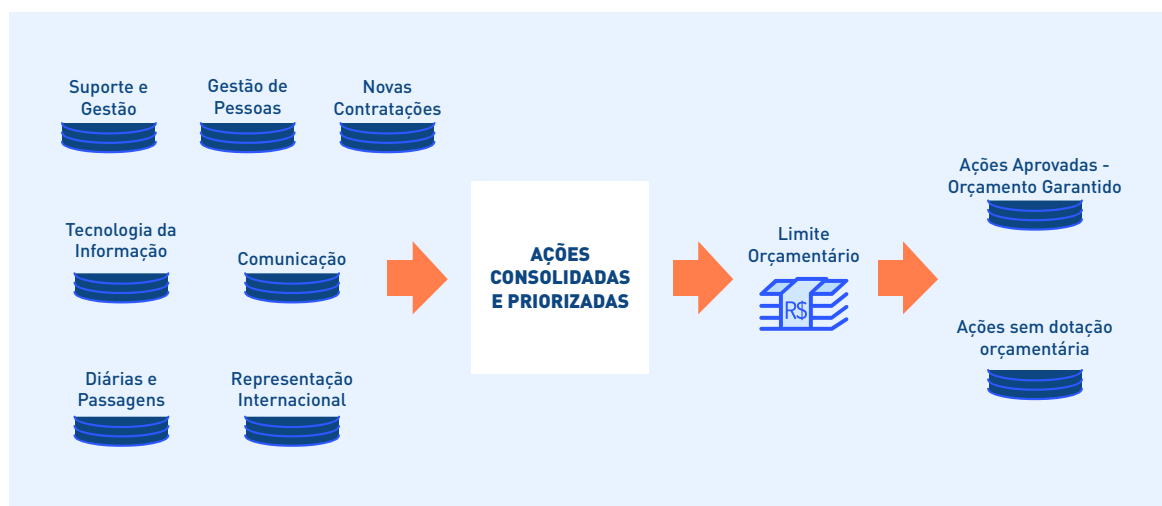 Suporte e
Gestão
Gestão de
Pessoas
Novas
Contratações
Tecnologia da
Informação
Comunicação
Diárias e
Passagens
Representação
Internacional
AÇÕES
CONSOLIDADAS
E PRIORIZADAS
Limite
Orçamentário
R$
Ações Aprovadas -
Orçamento Garantido
Ações sem dotação
orçamentária